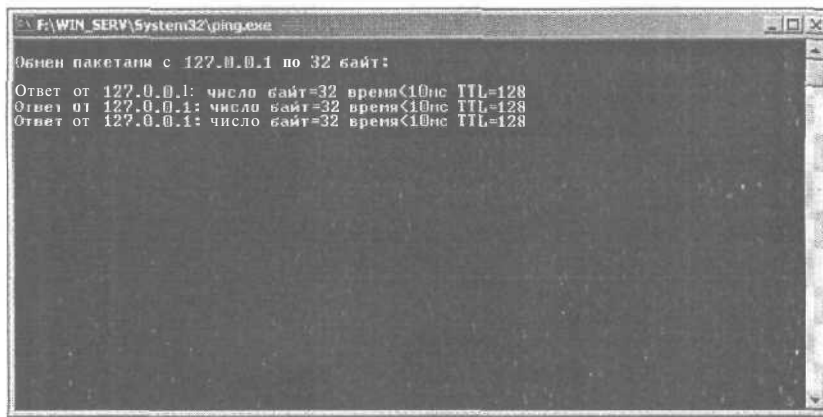 F:\WIN_SERV\System32\ping.exe
Обмен пакетами с 127.0.0.1 по 32 байт:
Ответ от 127.0.0.1: число байт=32 время<10мс TTL=128
Ответ от 127.0.0.1: число байт=32 время<10мс TTL=128
Ответ от 127.0.0.1: число байт=32 время<10мс TTL=128